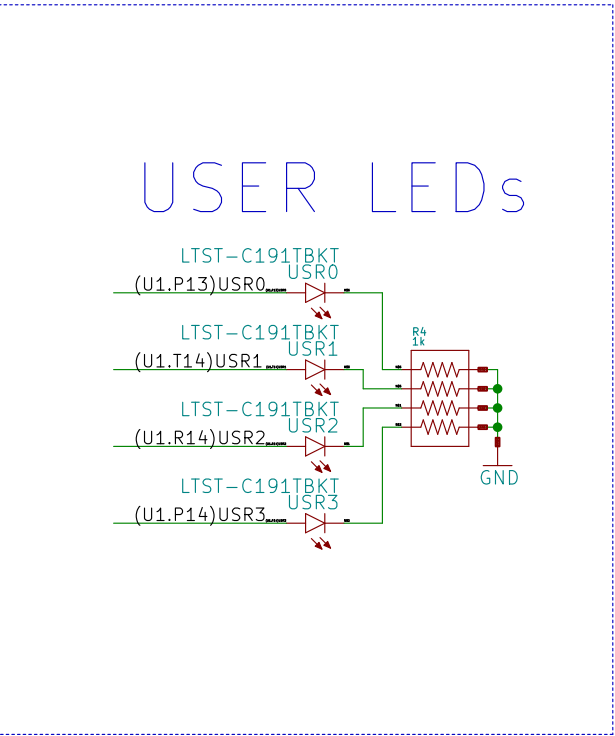 USER LEDs
LTST-C191TBKT
USR0
(U1.P13)USR0
LTST-C191TBKT
USR1
(U1.T14)USR1
R4
1k
LTST-C191TBKT
USR2
(U1.R14)USR2
GND
LTST-C191TBKT
USR3
(U1.P14)USR3